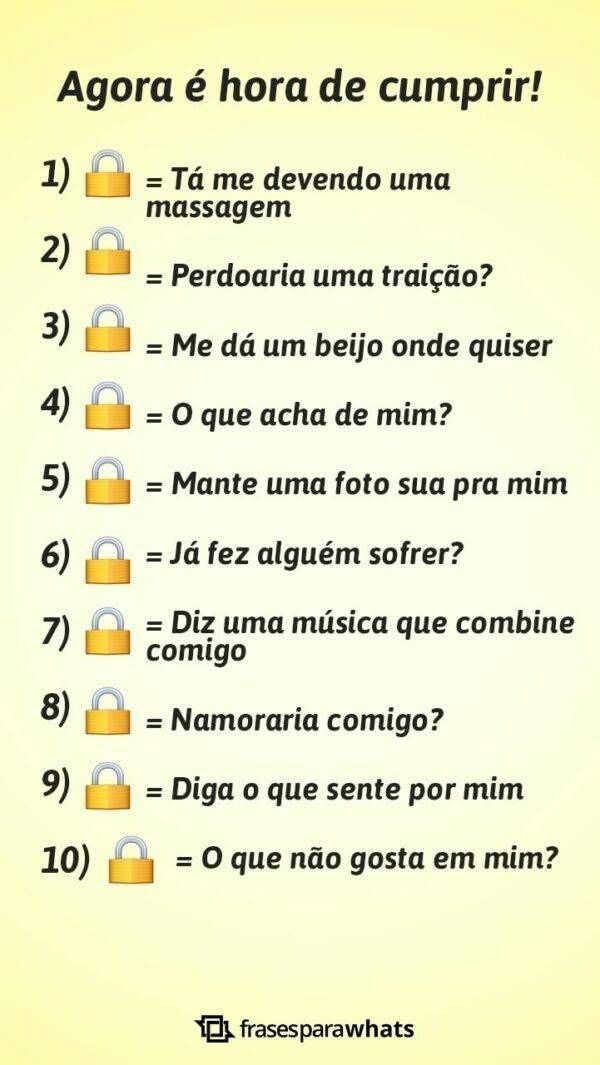 Agora é hora de cumprir!
1) 🔒 = Tá me devendo uma
massagem
2) 🔒 = Perdoaria uma traição?
3) 🔒 = Me dá um beijo onde quiser
4) 🔒 = O que acha de mim?
5) 🔒 = Mante uma foto sua pra mim
6) 🔒 = Já fez alguém sofrer?
7) 🔒 = Diz uma música que combine
comigo
8) 🔒 = Namoraria comigo?
9) 🔒 = Diga o que sente por mim
10) 🔒 = O que não gosta em mim?
frasesparawhats